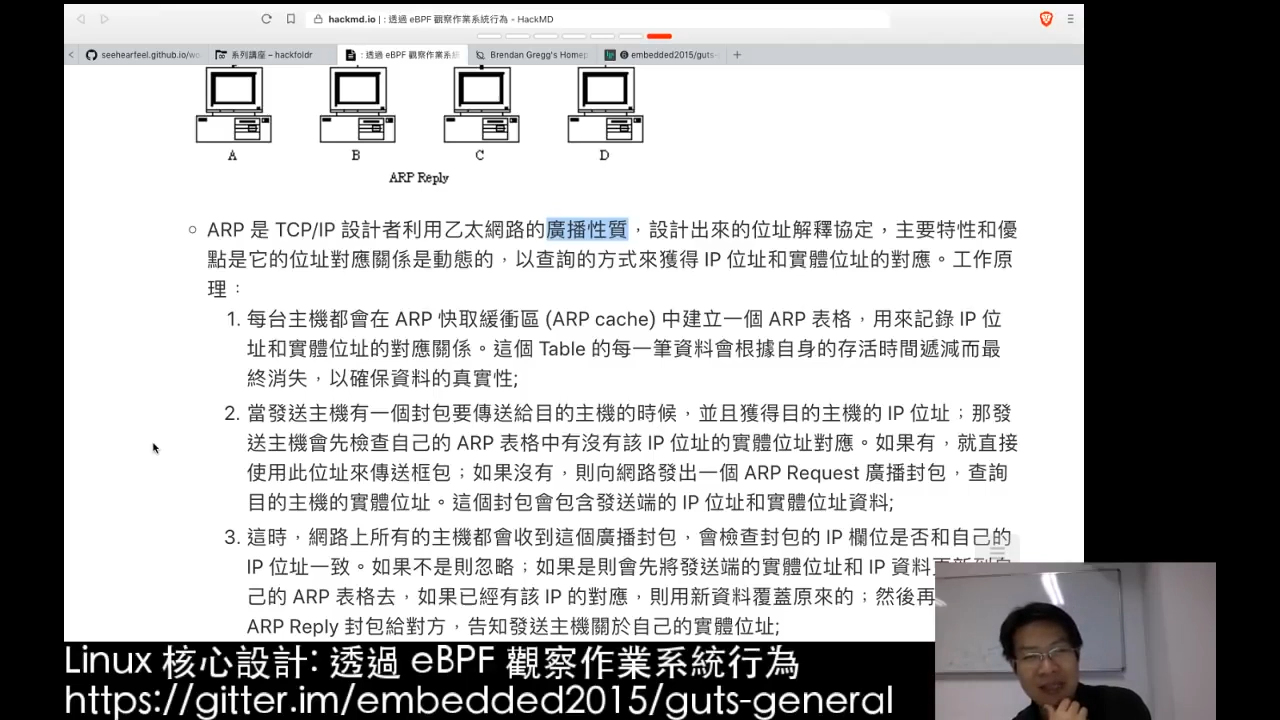 hackmd.io | : 透過 eBPF 觀察作業系統行為 - HackMD
seehearfeel.github.io/wo
系列講座 – hackfoldr
: 透過 eBPF 觀察作業系統
Brendan Gregg's Homep
embedded2015/guts-
A B C D
ARP Reply
ARP 是 TCP/IP 設計者利用乙太網路的廣播性質，設計出來的位址解釋協定，主要特性和優
點是它的位址對應關係是動態的，以查詢的方式來獲得 IP 位址和實體位址的對應。工作原
理：
1. 每台主機都會在 ARP 快取緩衝區 (ARP cache) 中建立一個 ARP 表格，用來記錄 IP 位
址和實體位址的對應關係。這個 Table 的每一筆資料會根據自身的存活時間遞減而最
終消失，以確保資料的真實性;
2. 當發送主機有一個封包要傳送給目的主機的時候，並且獲得目的主機的 IP 位址；那發
送主機會先檢查自己的 ARP 表格中有沒有該 IP 位址的實體位址對應。如果有，就直接
使用此位址來傳送框包；如果沒有，則向網路發出一個 ARP Request 廣播封包，查詢
目的主機的實體位址。這個封包會包含發送端的 IP 位址和實體位址資料;
3. 這時，網路上所有的主機都會收到這個廣播封包，會檢查封包的 IP 欄位是否和自己的
IP 位址一致。如果不是則忽略；如果是則會先將發送端的實體位址和 IP 資料更新到自
己的 ARP 表格去，如果已經有該 IP 的對應，則用新資料覆蓋原來的；然後再
ARP Reply 封包給對方，告知發送主機關於自己的實體位址;
Linux 核心設計: 透過 eBPF 觀察作業系統行為
https://gitter.im/embedded2015/guts-general